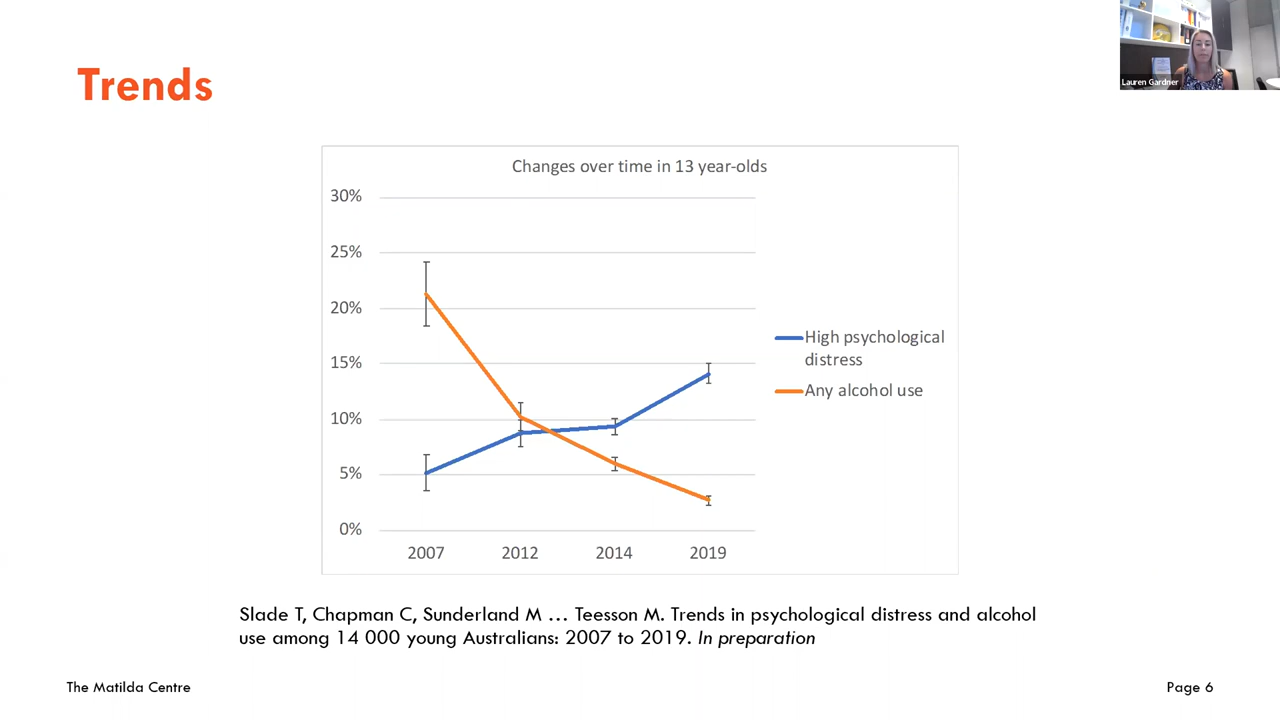 Trends
Lauren Gardner
Changes over time in 13 year-olds
30%
25%
20%
15%
10%
5%
0%
2007 2012 2014 2019
High psychological
distress
Any alcohol use
Slade T, Chapman C, Sunderland M … Teesson M. Trends in psychological distress and alcohol
use among 14 000 young Australians: 2007 to 2019. In preparation
The Matilda Centre
Page 6